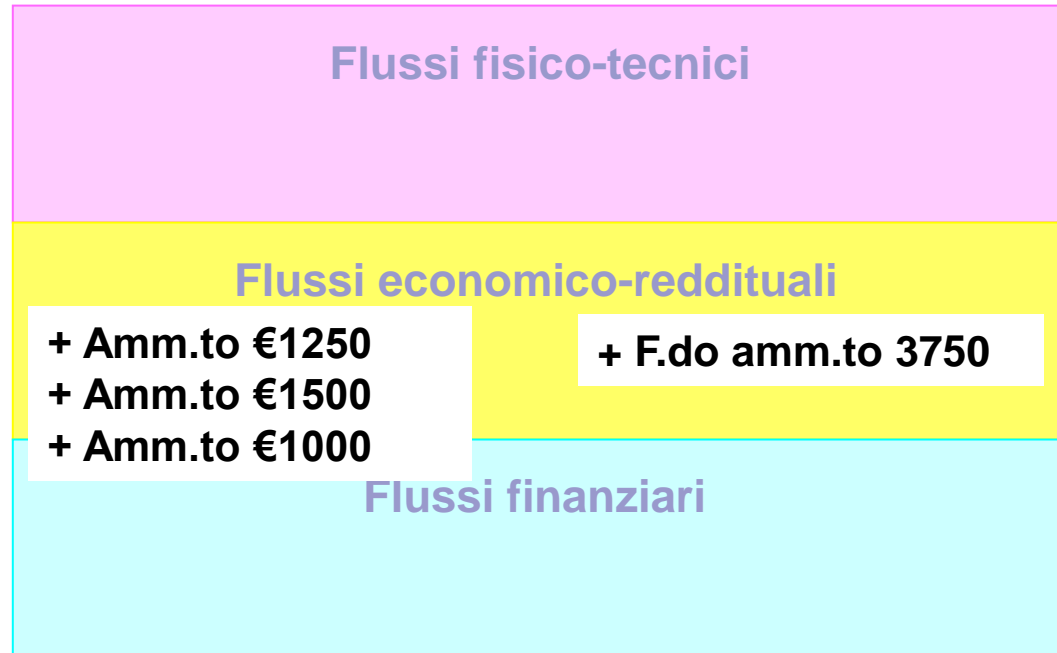 Flussi fisico-tecnici
Flussi economico-reddituali
+ Amm.to €1250
+ Amm.to €1500
+ Amm.to €1000
+ F.do amm.to 3750
Flussi finanziari